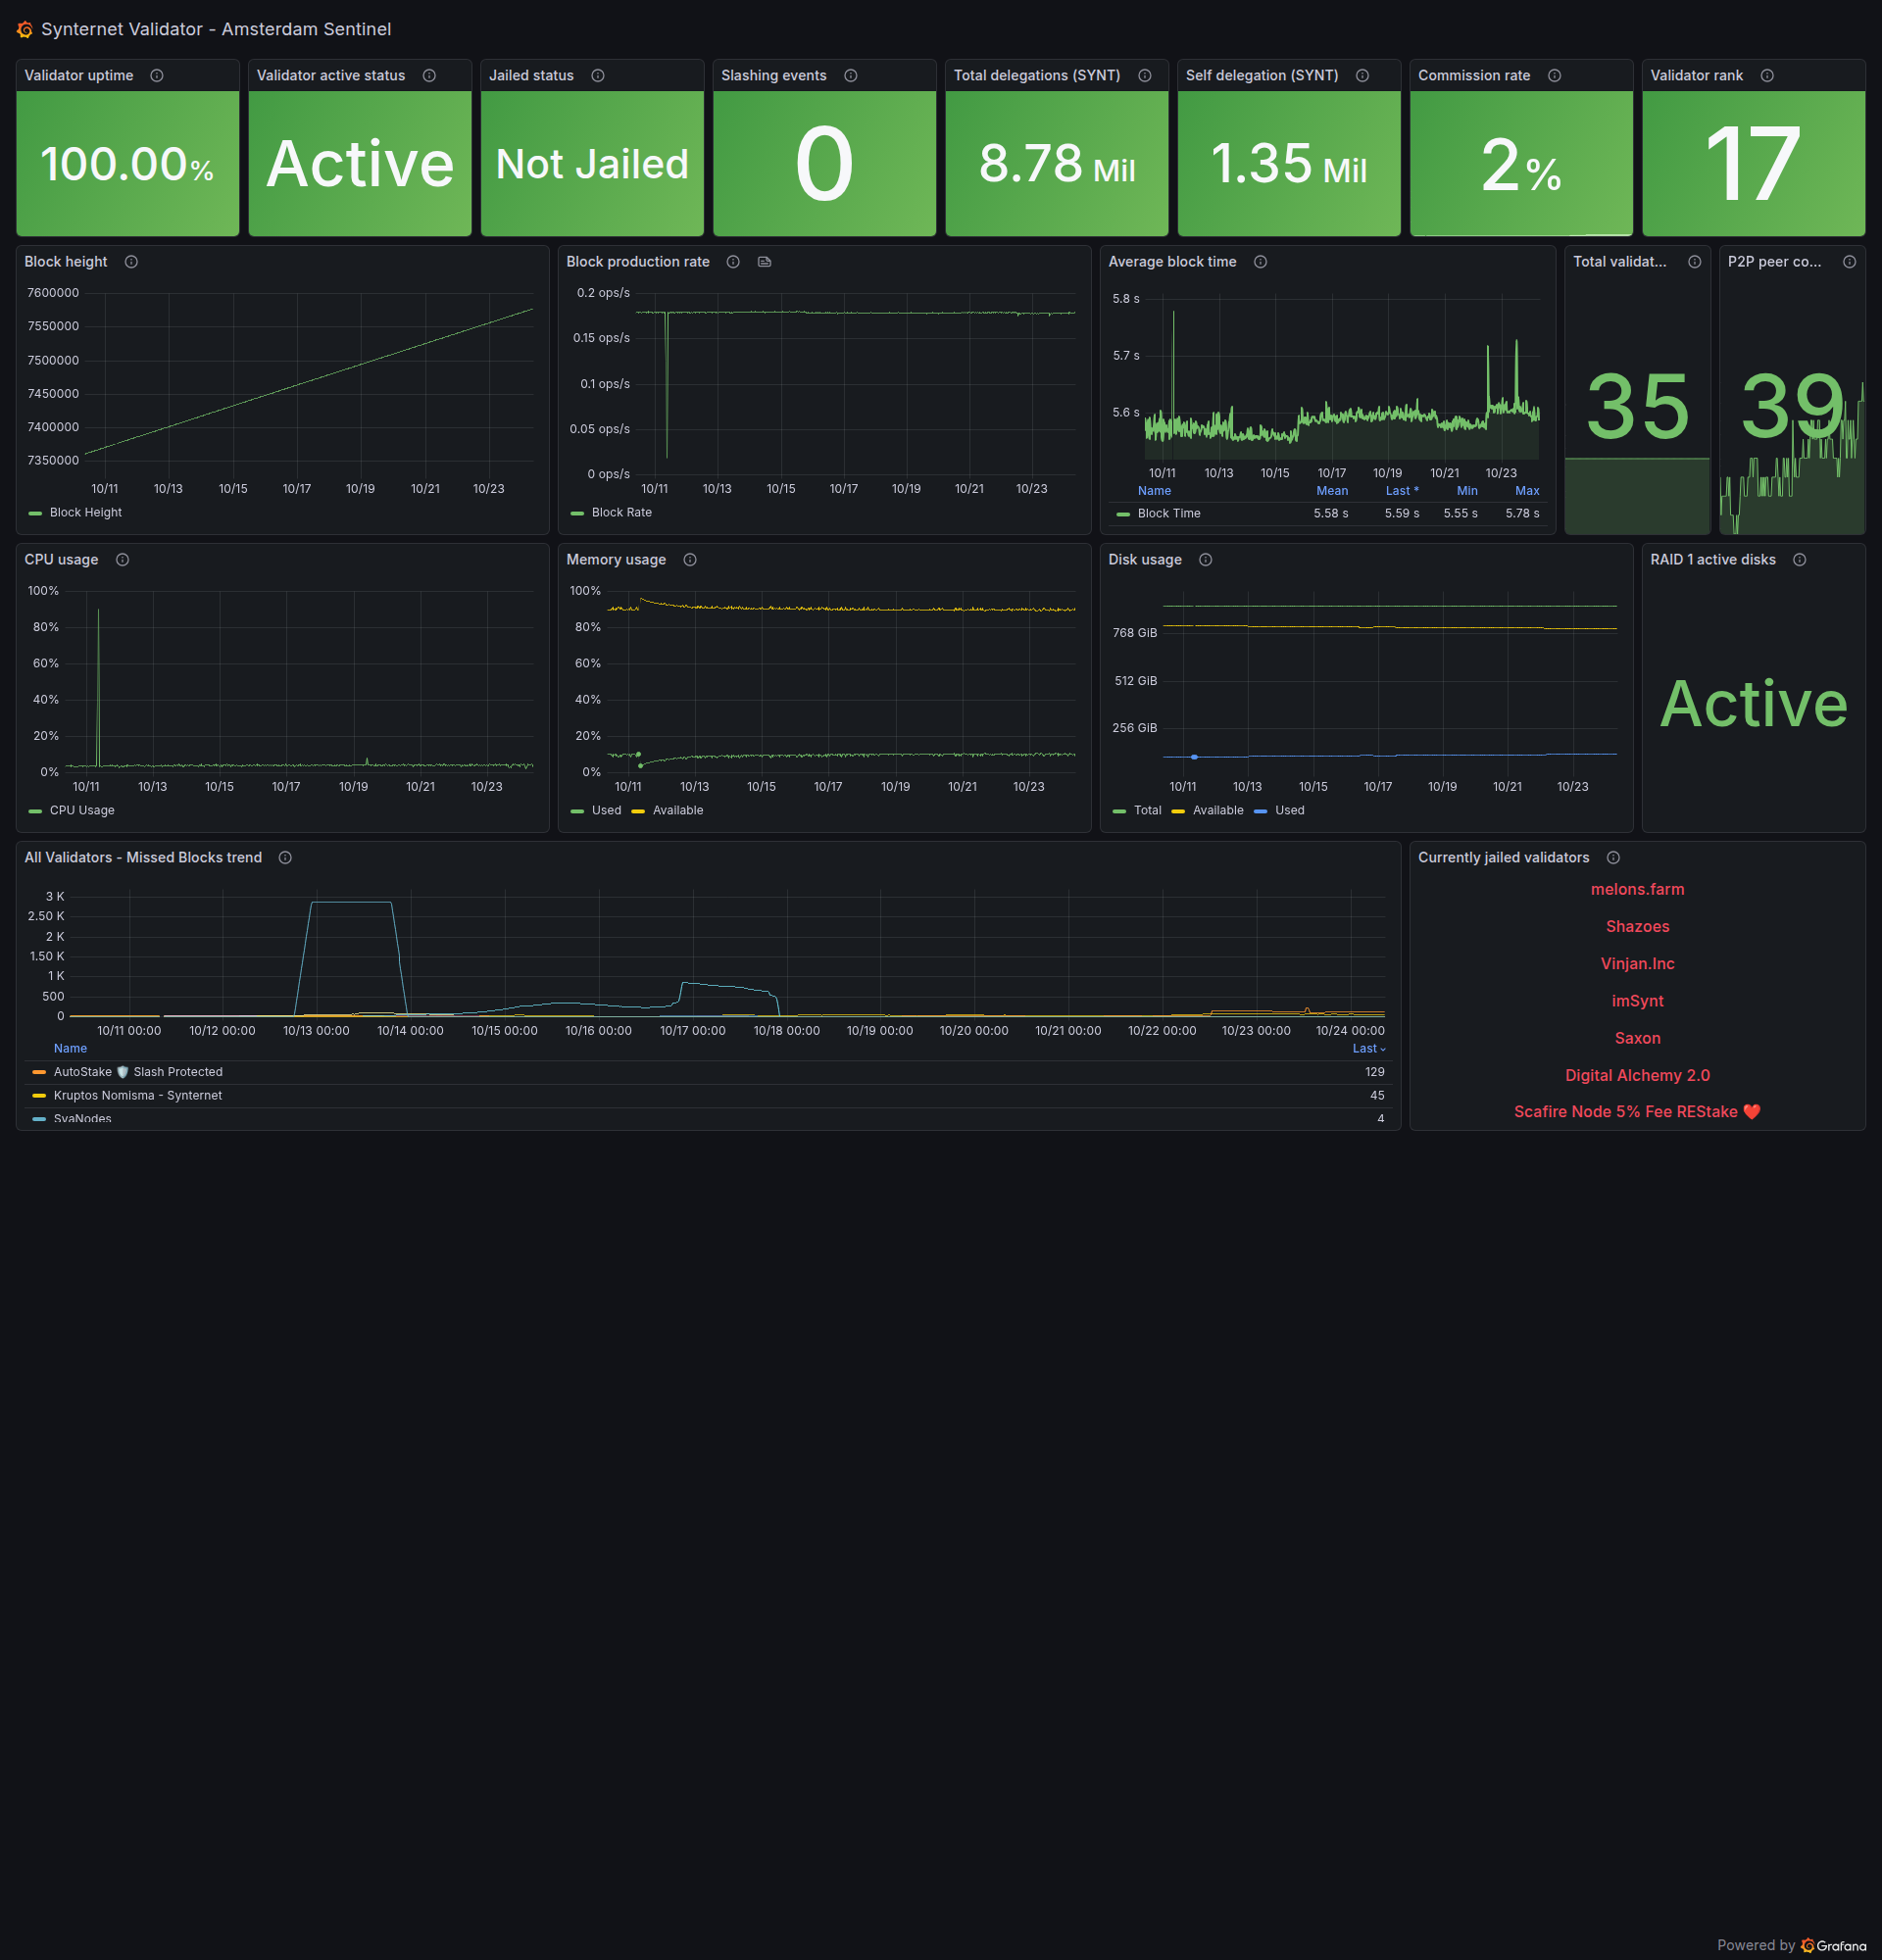 Synternet Validator - Amsterdam Sentinel
Validator uptime
100.00%
Validator active status
Active
Jailed status
Not Jailed
Slashing events
0
Total delegations (SYNT)
8.78 Mil
Self delegation (SYNT)
1.35 Mil
Commission rate
2%
Validator rank
17
Block height
7600000
7550000
7500000
7450000
7400000
7350000
10/11 10/13 10/15 10/17 10/19 10/21 10/23
Block Height
Block production rate
0.2 ops/s
0.15 ops/s
0.1 ops/s
0.05 ops/s
0 ops/s
10/11 10/13 10/15 10/17 10/19 10/21 10/23
Block Rate
Average block time
5.8 s
5.7 s
5.6 s
10/11 10/13 10/15 10/17 10/19 10/21 10/23
Name Mean Last * Min Max
Block TIme 5.58 s 5.59 s 5.55 s 5.78 s
Total validat...
35
P2P peer co...
39
CPU usage
100%
80%
60%
40%
20%
0%
10/11 10/13 10/15 10/17 10/19 10/21 10/23
CPU Usage
Memory usage
100%
80%
60%
40%
20%
0%
10/11 10/13 10/15 10/17 10/19 10/21 10/23
Used Available
Disk usage
768 GiB
512 GiB
256 GiB
10/11 10/13 10/15 10/17 10/19 10/21 10/23
Total Available Used
RAID 1 active disks
Active
All Validators - Missed Blocks trend
3 K
2.50 K
2 K
1.50 K
1 K
500
0
10/11 00:00 10/12 00:00 10/13 00:00 10/14 00:00 10/15 00:00 10/16 00:00 10/17 00:00 10/18 00:00 10/19 00:00 10/20 00:00 10/21 00:00 10/22 00:00 10/23 00:00 10/24 00:00
Name Last
AutoStake 🛡️ Slash Protected 129
Kruptos Nomisma - Synternet 45
SvaNodes 4
Currently jailed validators
melons.farm
Shazoes
Vinjan.Inc
imSynt
Saxon
Digital Alchemy 2.0
Scafire Node 5% Fee REStake ❤️
Powered by Grafana